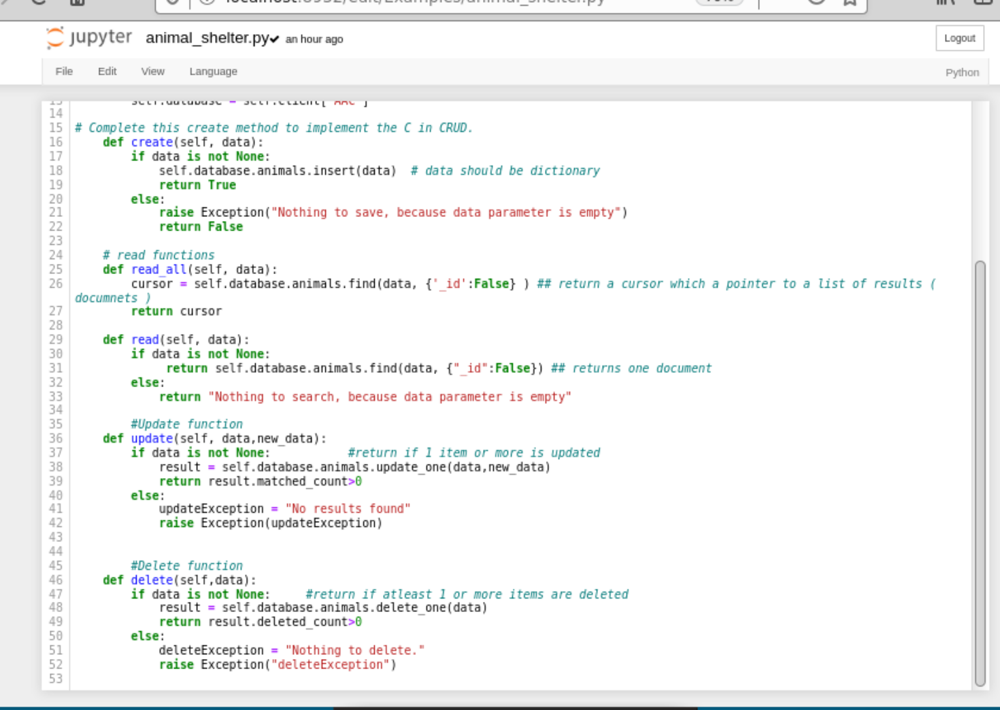 localhost:8952/edit/Examples/animal_shelter.py
jupyter animal_shelter.py✔ an hour ago Logout
File Edit View Language Python
13 self.database = self.client['AAC']
14
15 # Complete this create method to implement the C in CRUD.
16     def create(self, data):
17         if data is not None:
18             self.database.animals.insert(data)  # data should be dictionary
19             return True
20         else:
21             raise Exception("Nothing to save, because data parameter is empty")
22             return False
23
24     # read functions
25     def read_all(self, data):
26         cursor = self.database.animals.find(data, {'_id':False} ) ## return a cursor which a pointer to a list of results (
documnets )
27         return cursor
28
29     def read(self, data):
30         if data is not None:
31              return self.database.animals.find(data, {"_id":False}) ## returns one document
32         else:
33             return "Nothing to search, because data parameter is empty"
34
35         #Update function
36     def update(self, data,new_data):
37         if data is not None:           #return if 1 item or more is updated
38             result = self.database.animals.update_one(data,new_data)
39             return result.matched_count>0
40         else:
41             updateException = "No results found"
42             raise Exception(updateException)
43
44
45         #Delete function
46     def delete(self,data):
47         if data is not None:     #return if atleast 1 or more items are deleted
48             result = self.database.animals.delete_one(data)
49             return result.deleted_count>0
50         else:
51             deleteException = "Nothing to delete."
52             raise Exception("deleteException")
53